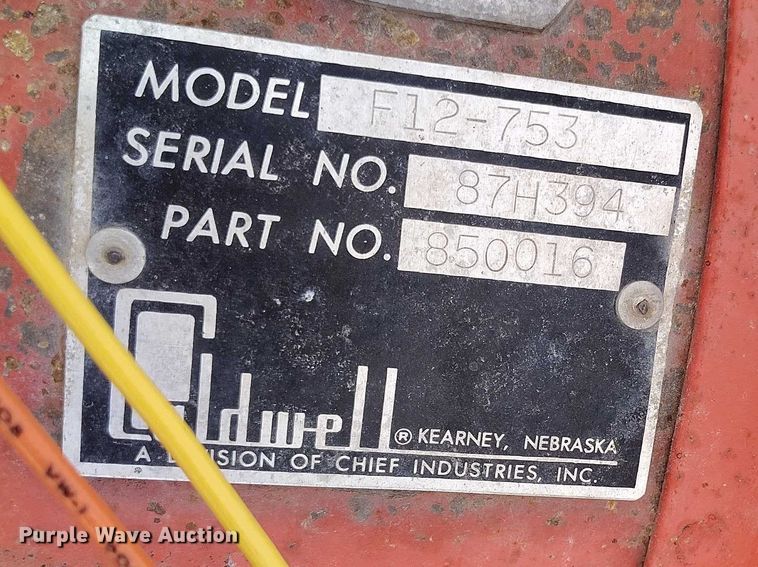 MODEL F12-753
SERIAL NO. 87H394
PART NO. 850016
Caldwell ® KEARNEY, NEBRASKA
A DIVISION OF CHIEF INDUSTRIES, INC.
Purple Wave Auction